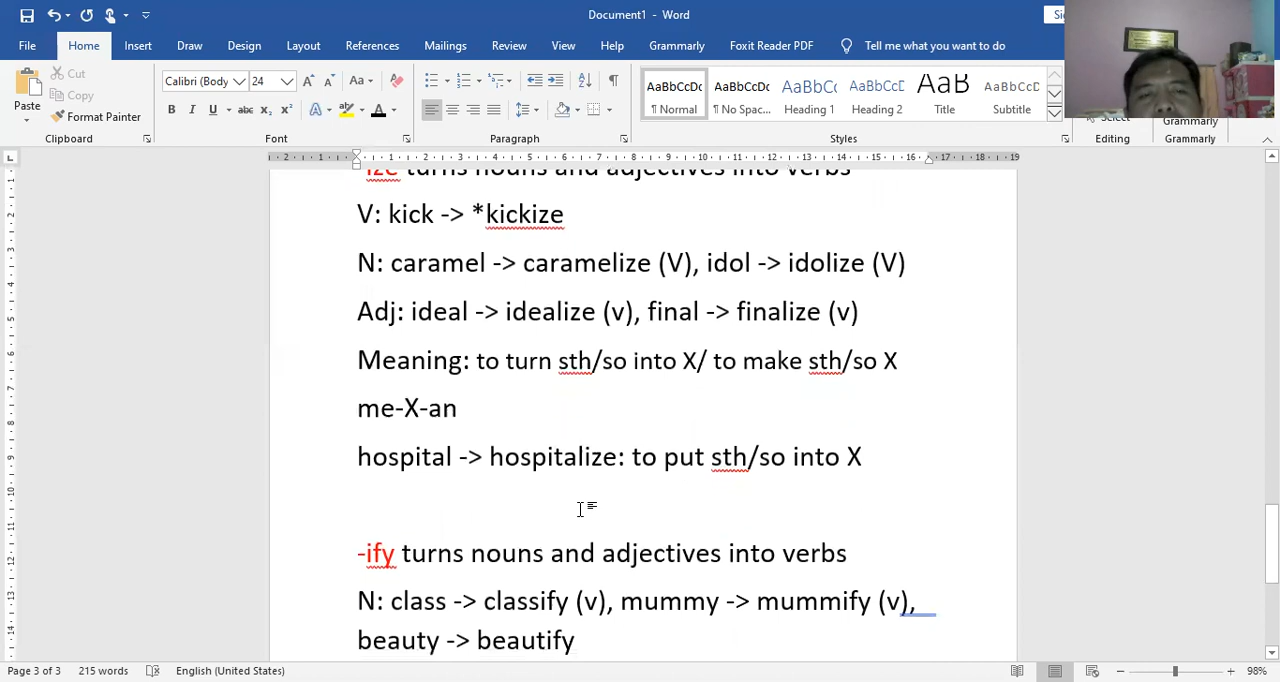 Document1 - Word
File Home Insert Draw Design Layout References Mailings Review View Help Grammarly Foxit Reader PDF Tell me what you want to do
Paste
Cut
Copy
Format Painter
Clipboard
Calibri (Body 24
Font
Paragraph
AaBbCcDc AaBbCcDc AaBbCc AaBbCcD AaB AaBbCcD
¶ Normal ¶ No Spac... Heading 1 Heading 2 Title Subtitle
Styles
Select
Editing
Grammarly
Grammarly
-ize turns nouns and adjectives into verbs
V: kick -> *kickize
N: caramel -> caramelize (V), idol -> idolize (V)
Adj: ideal -> idealize (v), final -> finalize (v)
Meaning: to turn sth/so into X/ to make sth/so X
me-X-an
hospital -> hospitalize: to put sth/so into X
-ify turns nouns and adjectives into verbs
N: class -> classify (v), mummy -> mummify (v),
beauty -> beautify
Page 3 of 3 215 words English (United States) 98%